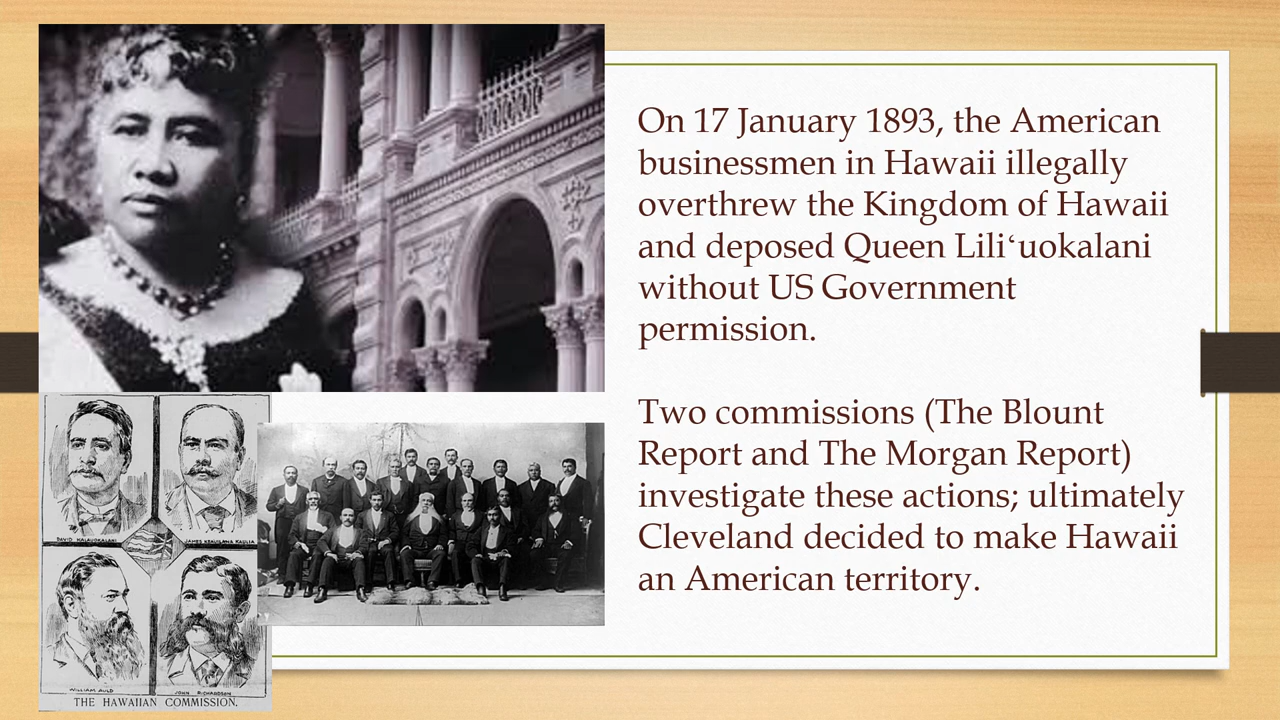 On 17 January 1893, the American
businessmen in Hawaii illegally
overthrew the Kingdom of Hawaii
and deposed Queen Liliʻuokalani
without US Government
permission.
Two commissions (The Blount
Report and The Morgan Report)
investigate these actions; ultimately
Cleveland decided to make Hawaii
an American territory.
DAVID KALAUOKALANI
JAMES KEAULUNA KAULIA
WILLIAM AULD
JOHN RICHARDSON
THE HAWAIIAN COMMISSION.